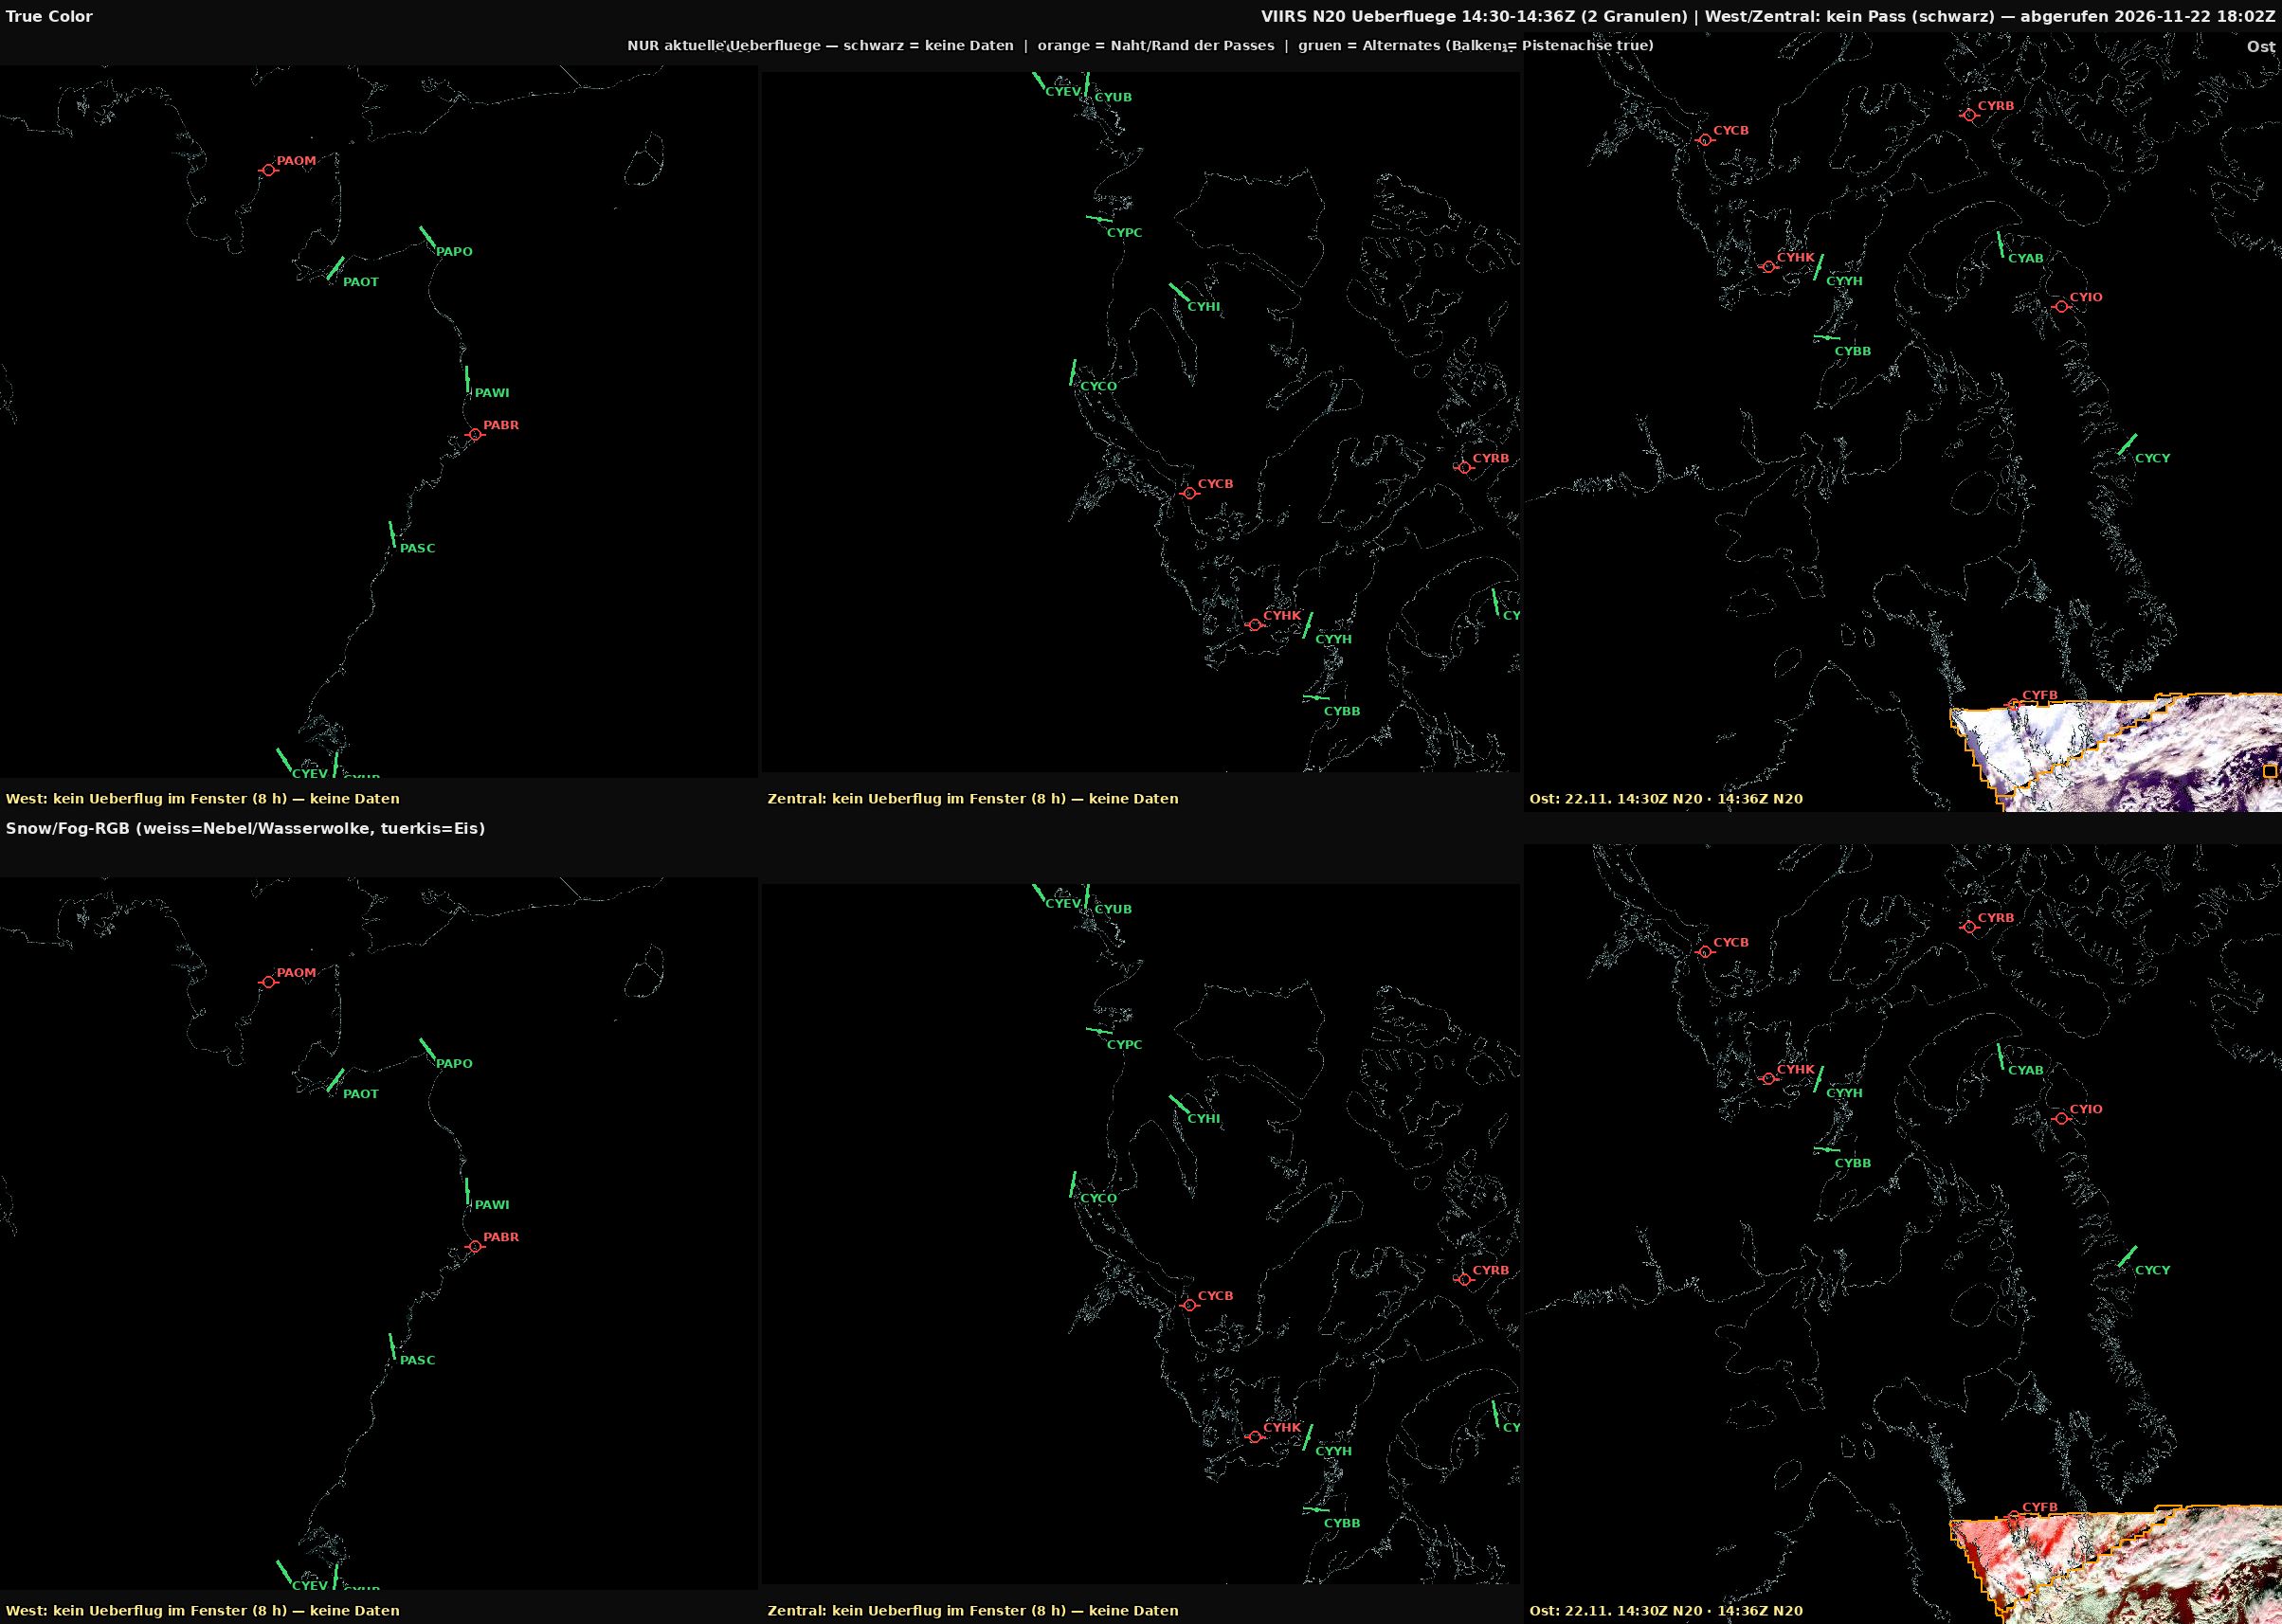 True Color
VIIRS N20 Ueberfluege 14:30-14:36Z (2 Granulen) | West/Zentral: kein Pass (schwarz) — abgerufen 2026-11-22 18:02Z
NUR aktuelle Ueberfluege — schwarz = keine Daten | orange = Naht/Rand der Passes | gruen = Alternates (Balken = Pistenachse true)
Ost
PAOM
PAPO
PAOT
PAWI
PABR
PASC
CYEV
CYUB
West: kein Ueberflug im Fenster (8 h) — keine Daten
CYEV
CYUB
CYPC
CYHI
CYCO
CYRB
CYCB
CYHK
CYYH
CY
CYBB
Zentral: kein Ueberflug im Fenster (8 h) — keine Daten
CYRB
CYCB
CYHK
CYAB
CYYH
CYIO
CYBB
CYCY
CYFB
Ost: 22.11. 14:30Z N20 · 14:36Z N20
Snow/Fog-RGB (weiss=Nebel/Wasserwolke, tuerkis=Eis)
PAOM
PAPO
PAOT
PAWI
PABR
PASC
CYEV
CYUB
West: kein Ueberflug im Fenster (8 h) — keine Daten
CYEV
CYUB
CYPC
CYHI
CYCO
CYRB
CYCB
CYHK
CYYH
CY
CYBB
Zentral: kein Ueberflug im Fenster (8 h) — keine Daten
CYRB
CYCB
CYHK
CYAB
CYYH
CYIO
CYBB
CYCY
CYFB
Ost: 22.11. 14:30Z N20 · 14:36Z N20